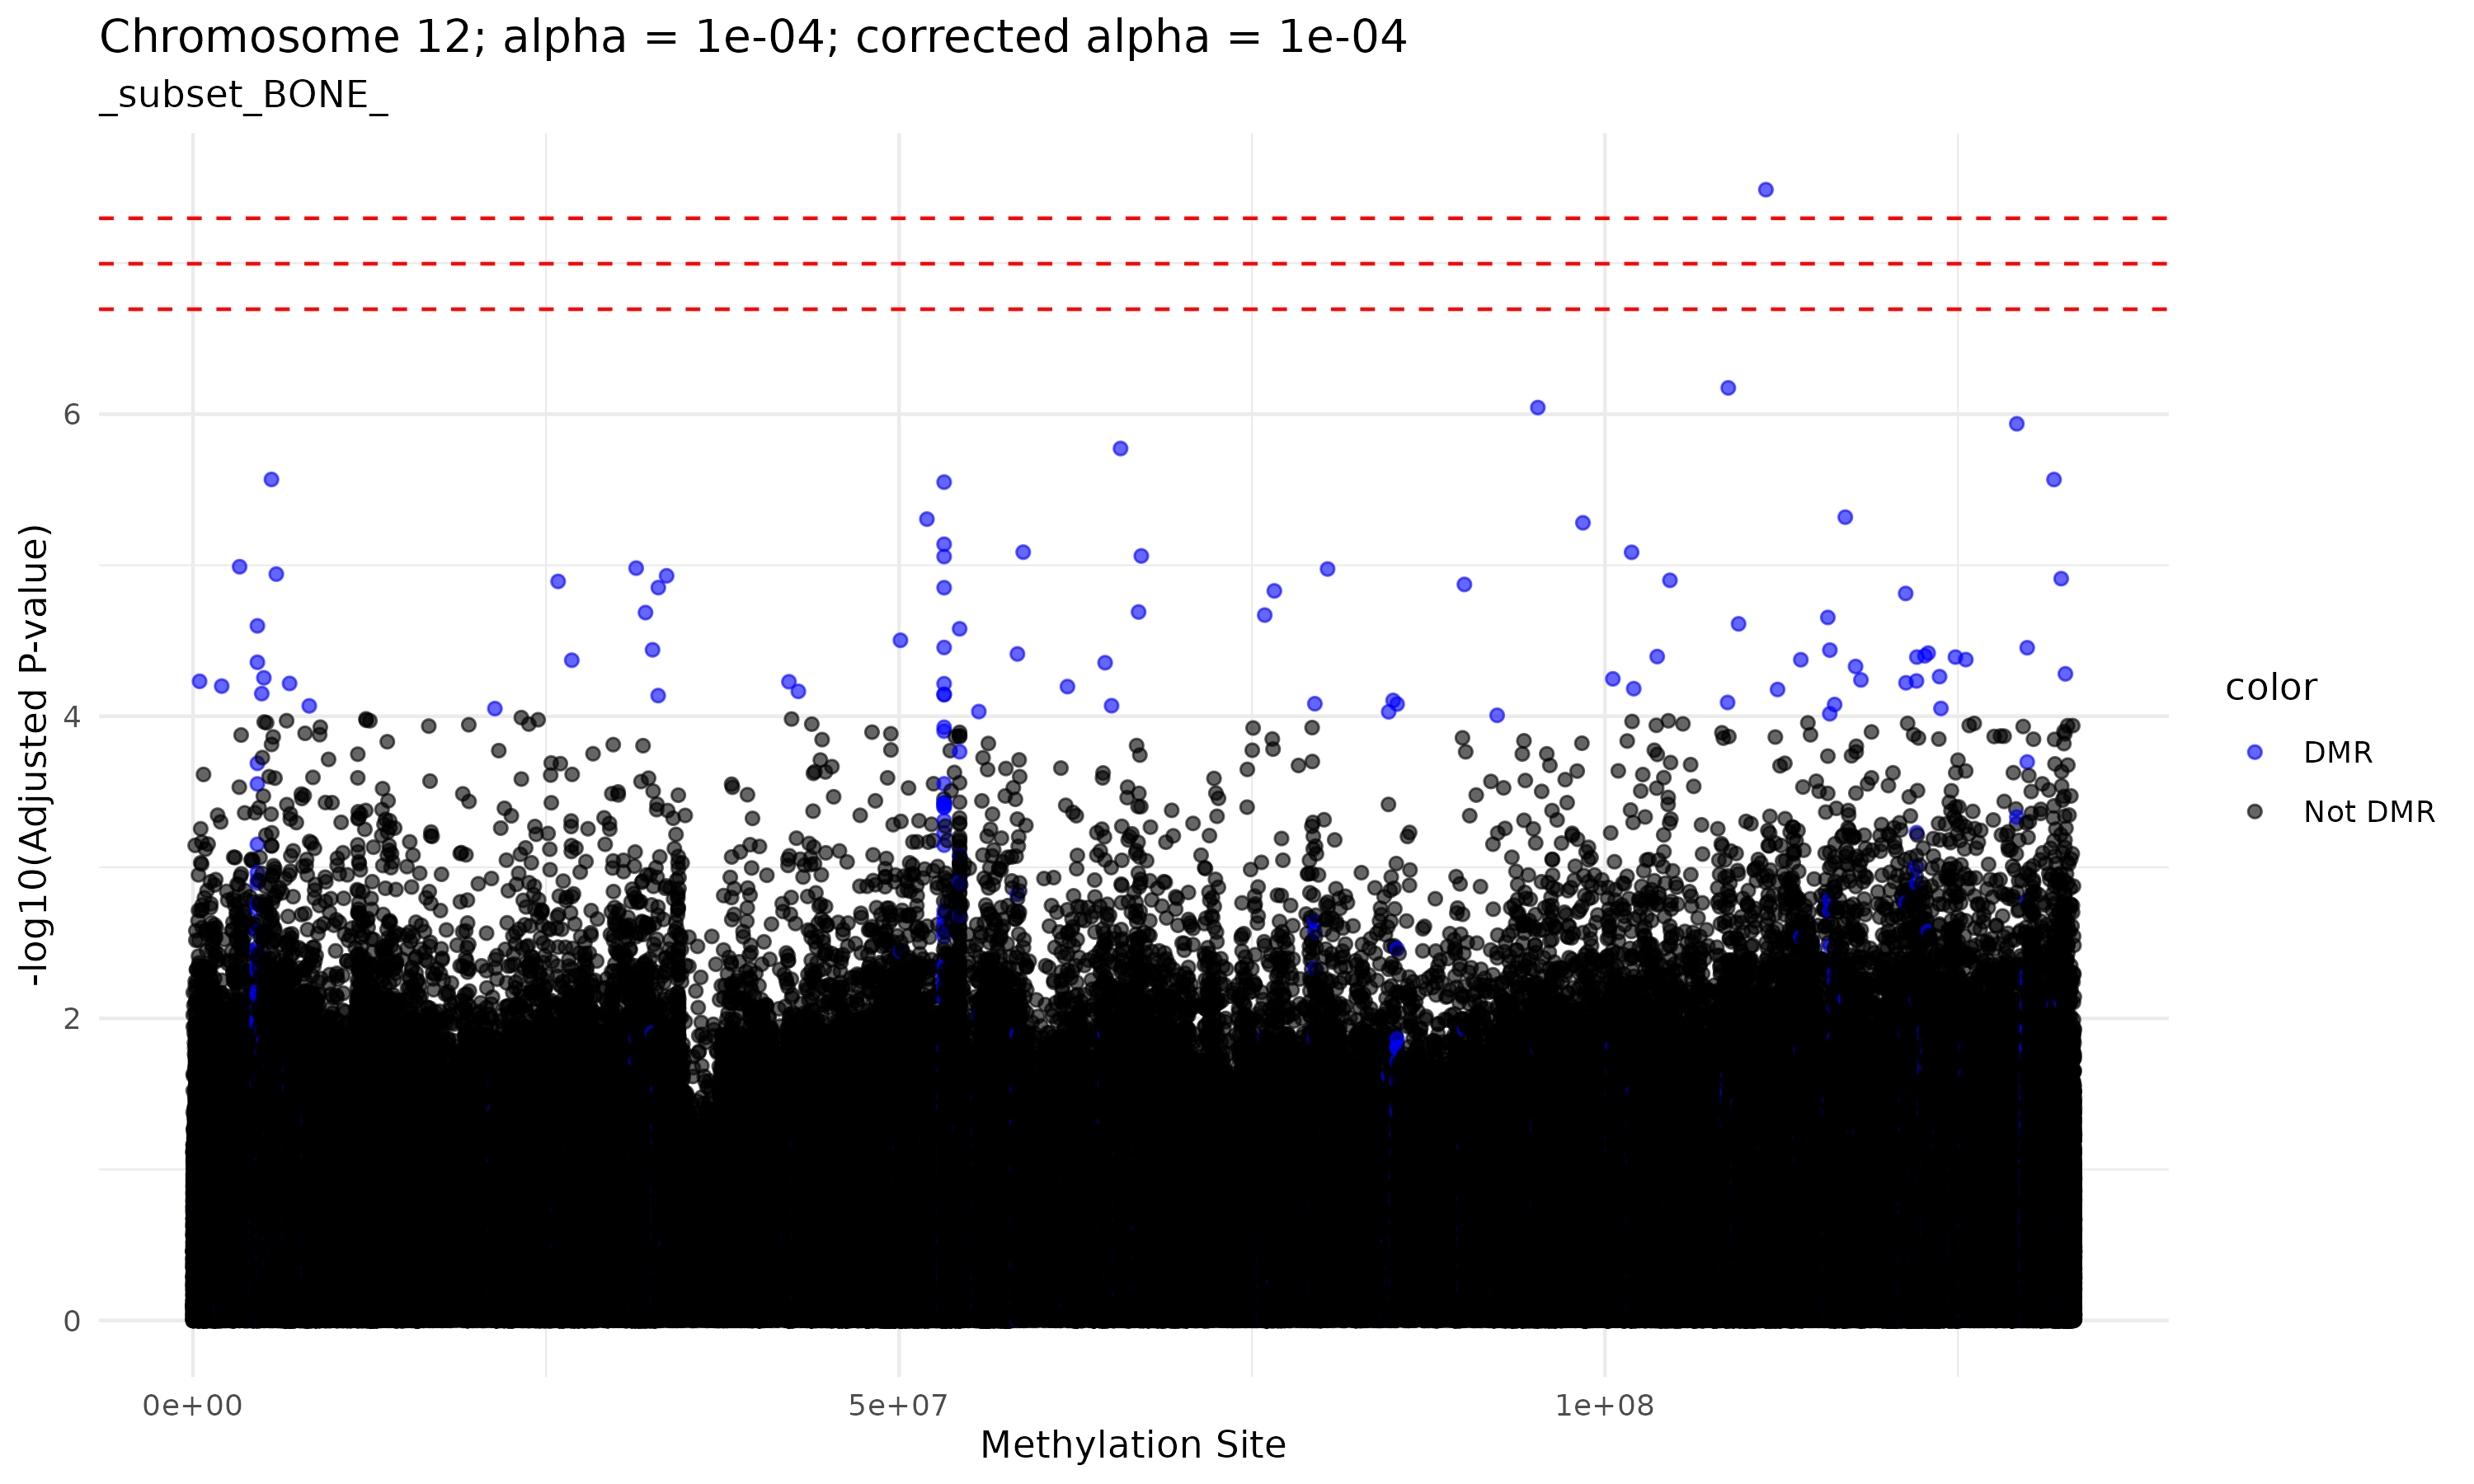 Chromosome 12; alpha = 1e-04; corrected alpha = 1e-04
_subset_BONE_
-log10(Adjusted P-value)
6
4
2
0
0e+00
5e+07
1e+08
Methylation Site
color
DMR
Not DMR